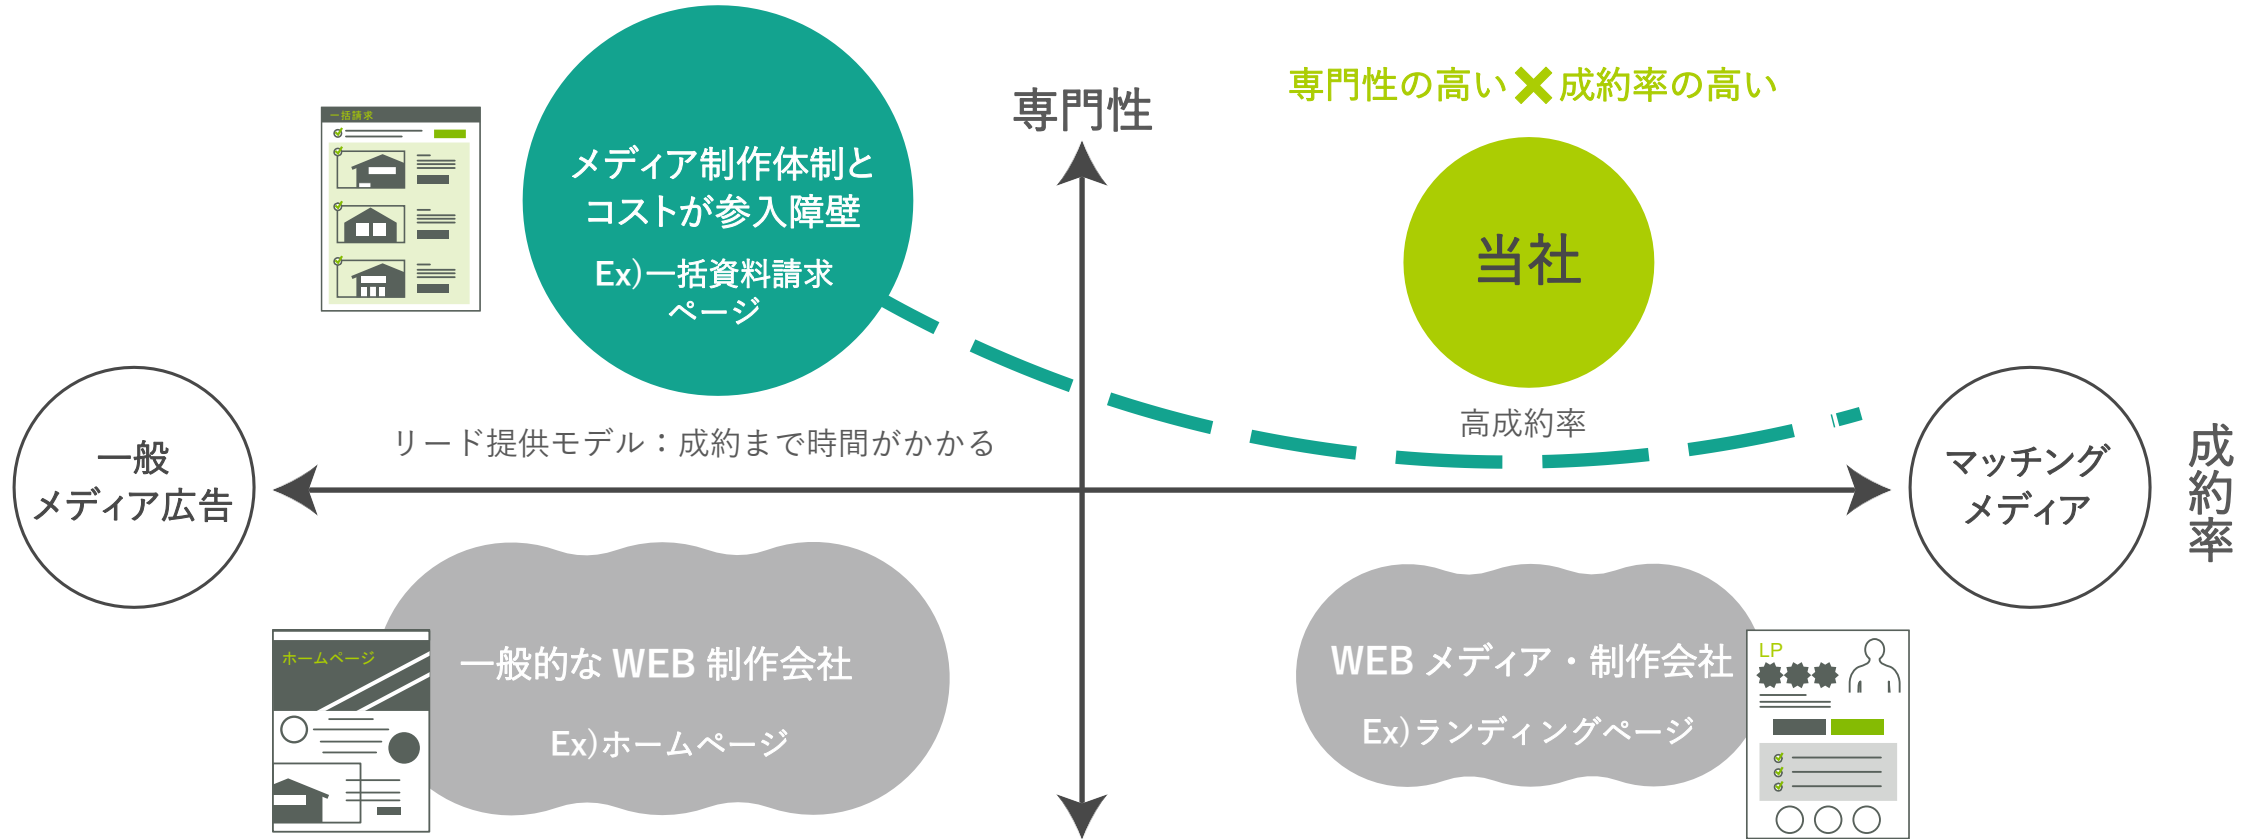 専門性
専門性の高い✖成約率の高い
一括請求
メディア制作体制と
コストが参入障壁
Ex)一括資料請求
ページ
当社
リード提供モデル：成約まで時間がかかる
高成約率
一般
メディア広告
マッチング
メディア
成約率
ホームページ
一般的な WEB 制作会社
Ex)ホームページ
WEB メディア・制作会社
Ex)ランディングページ
LP